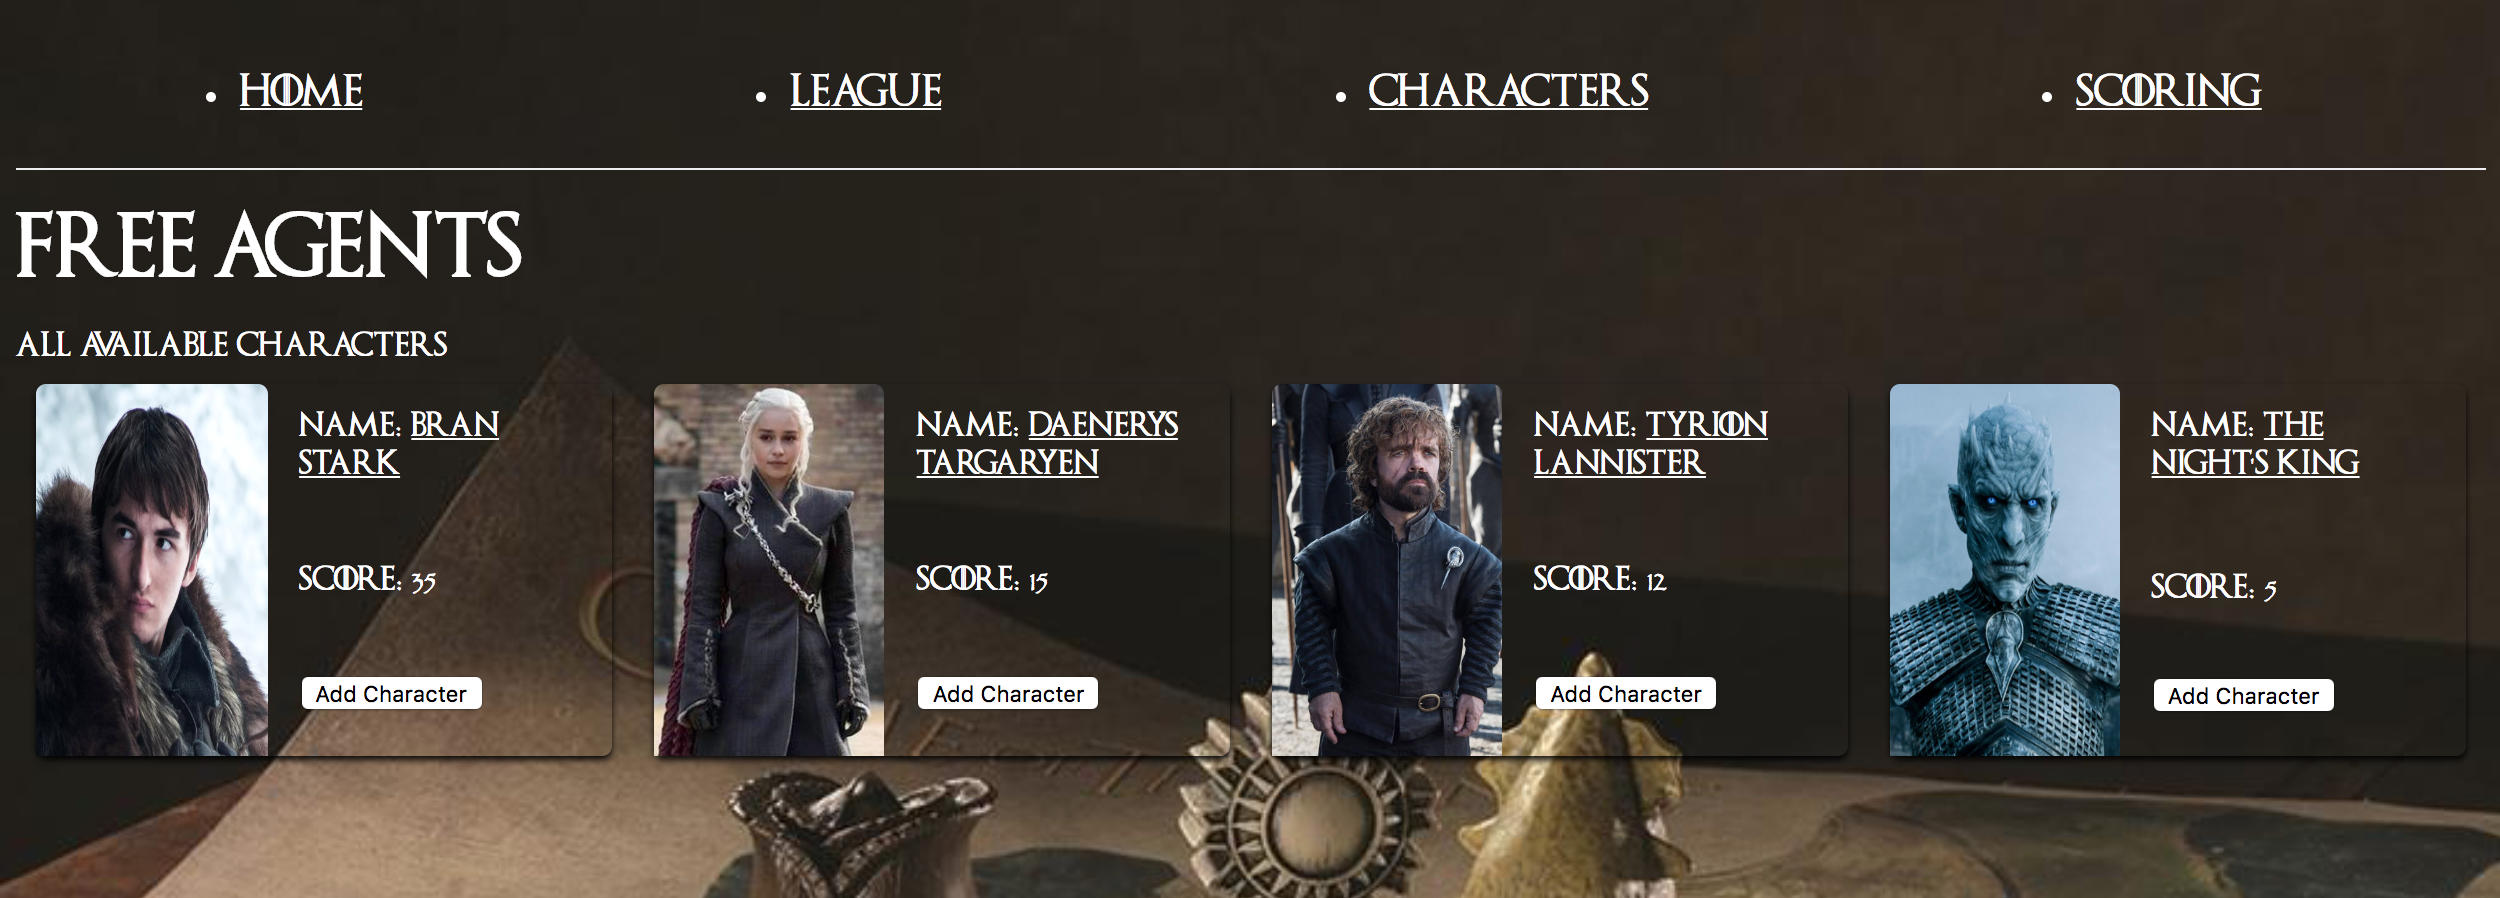 HOME
LEAGUE
CHARACTERS
SCORING
FREE AGENTS
ALL AVAILABLE CHARACTERS
NAME: BRAN
STARK
SCORE: 35
Add Character
NAME: DAENERYS
TARGARYEN
SCORE: 15
Add Character
NAME: TYRION
LANNISTER
SCORE: 12
Add Character
NAME: THE
NIGHT'S KING
SCORE: 5
Add Character